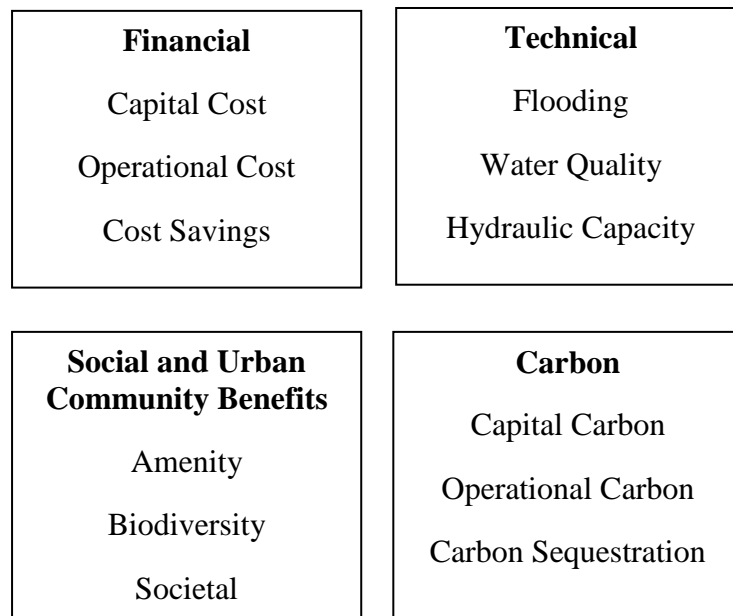 Financial
Capital Cost
Operational Cost
Cost Savings
Technical
Flooding
Water Quality
Hydraulic Capacity
Social and Urban
Community Benefits
Amenity
Biodiversity
Societal
Carbon
Capital Carbon
Operational Carbon
Carbon Sequestration